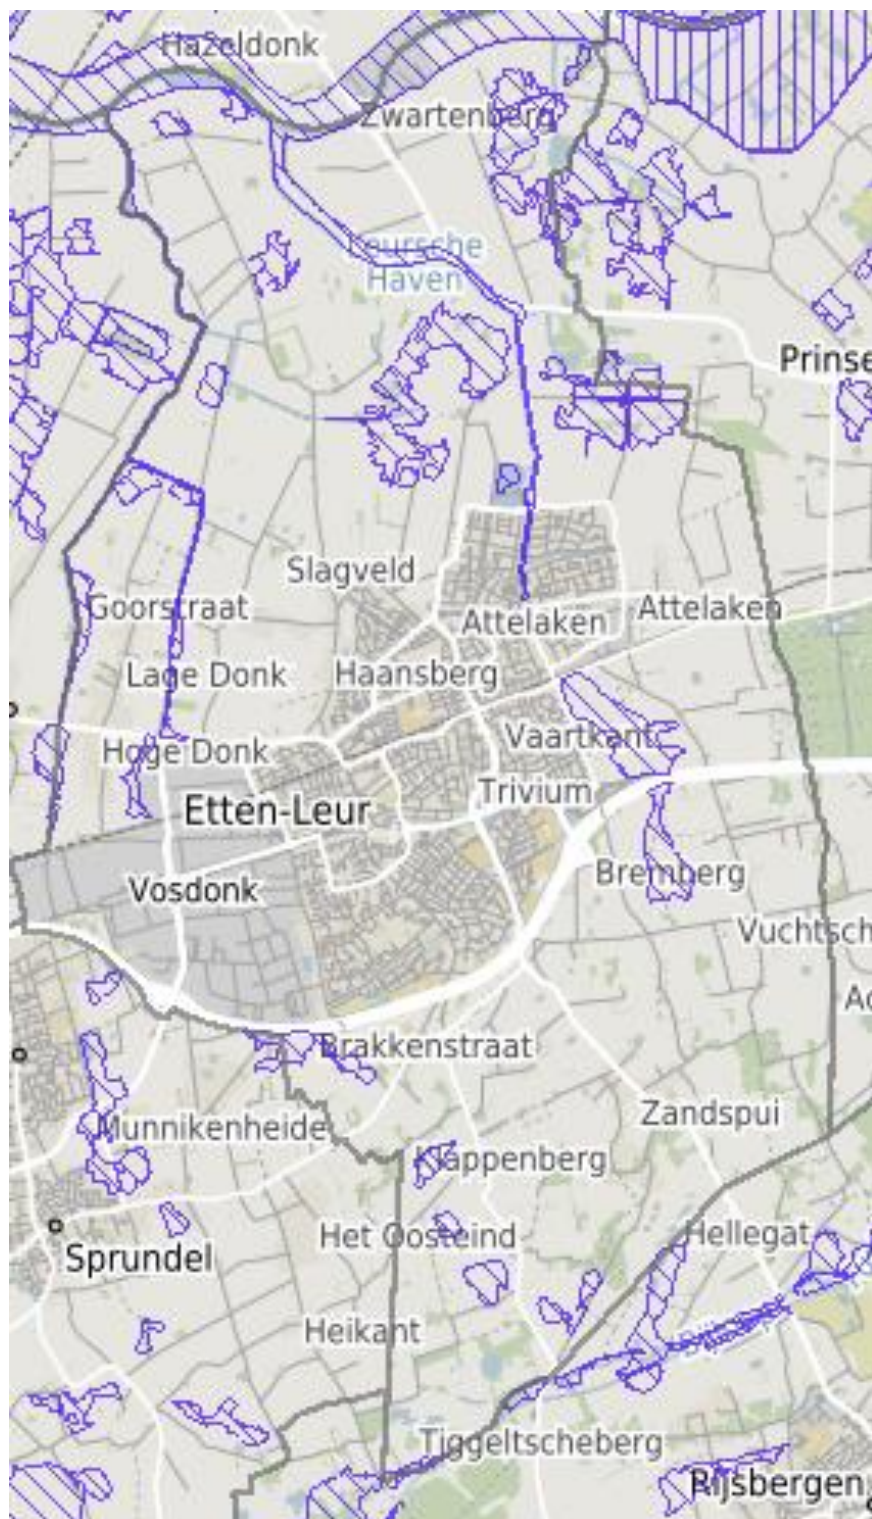 Hazeldonk
Zwartenberg
Leursche
Haven
Prinse
Slagveld
Goorstraat
Attelaken
Attelaken
Lage Donk
Haansberg
Vaartkant
Hoge Donk
Trivium
Etten-Leur
Bremberg
Vosdonk
Vuchtsch
Ac
Brakkenstraat
Zandspui
Munnikenheide
Klappenberg
Het Oosteind
Hellegat
Sprundel
Heikant
Tiggeltscheberg
Rijsbergen